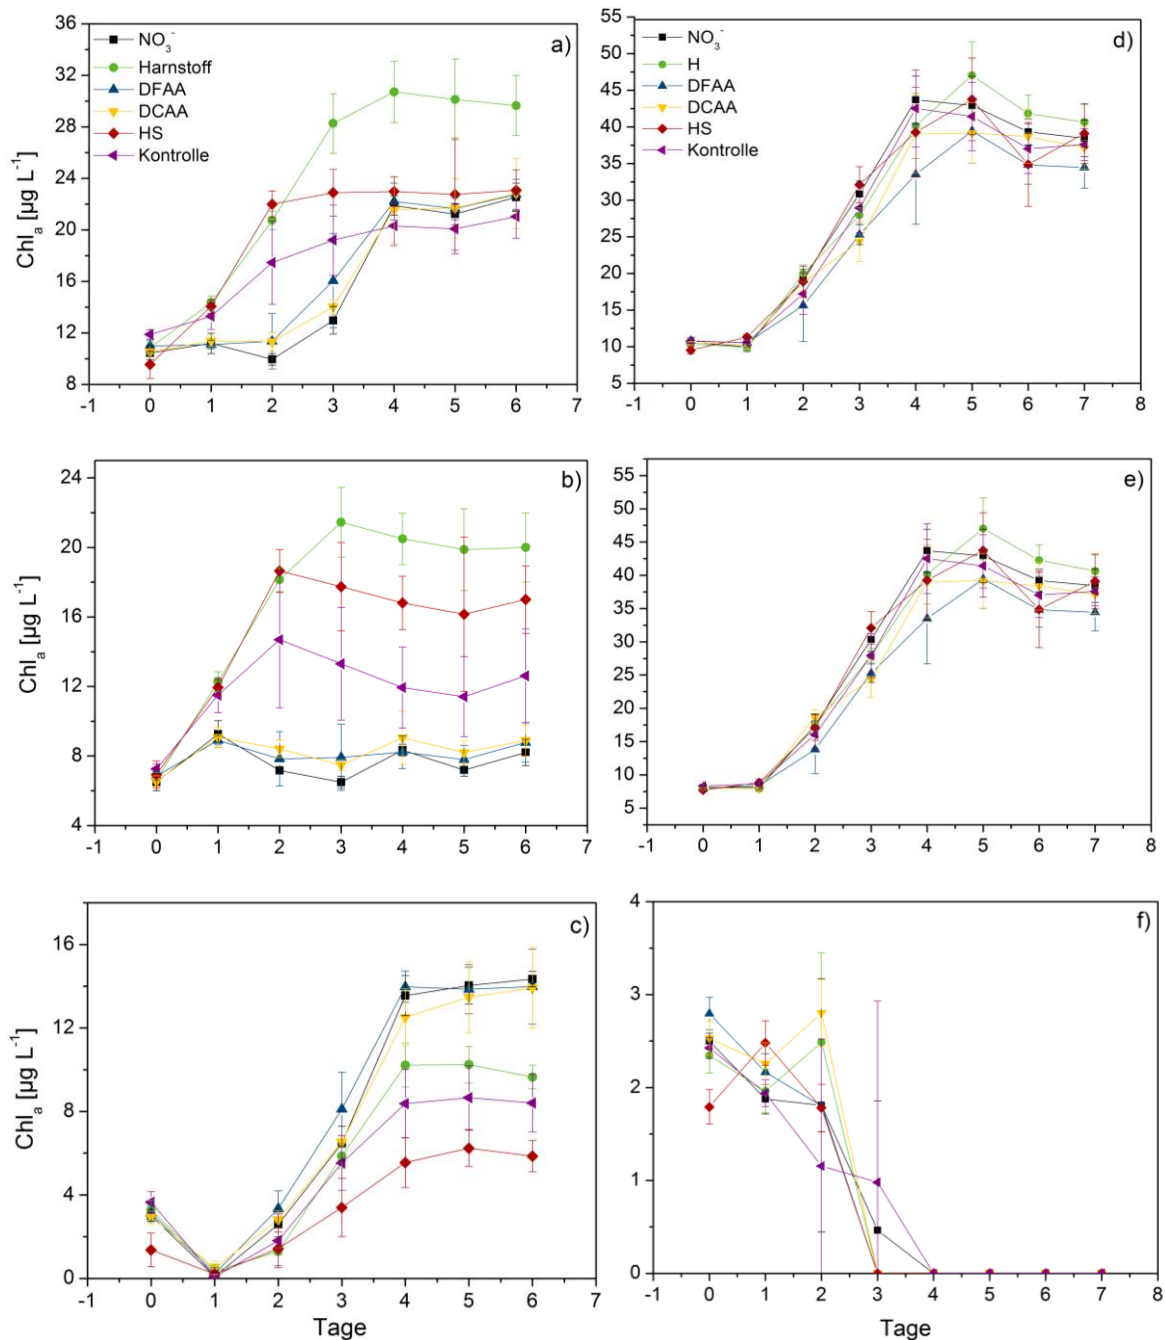 a)
36
32
28
24
20
16
12
8
Chlₐ [µg L⁻¹]
NO₃⁻
Harnstoff
DFAA
DCAA
HS
Kontrolle
-1 0 1 2 3 4 5 6 7
d)
55
50
45
40
35
30
25
20
15
10
5
NO₃⁻
H
DFAA
DCAA
HS
Kontrolle
-1 0 1 2 3 4 5 6 7 8
b)
24
20
16
12
8
4
Chlₐ [µg L⁻¹]
-1 0 1 2 3 4 5 6 7
e)
55
50
45
40
35
30
25
20
15
10
5
-1 0 1 2 3 4 5 6 7 8
c)
16
12
8
4
0
Chlₐ [µg L⁻¹]
-1 0 1 2 3 4 5 6 7
Tage
f)
4
3
2
1
0
-1 0 1 2 3 4 5 6 7 8
Tage